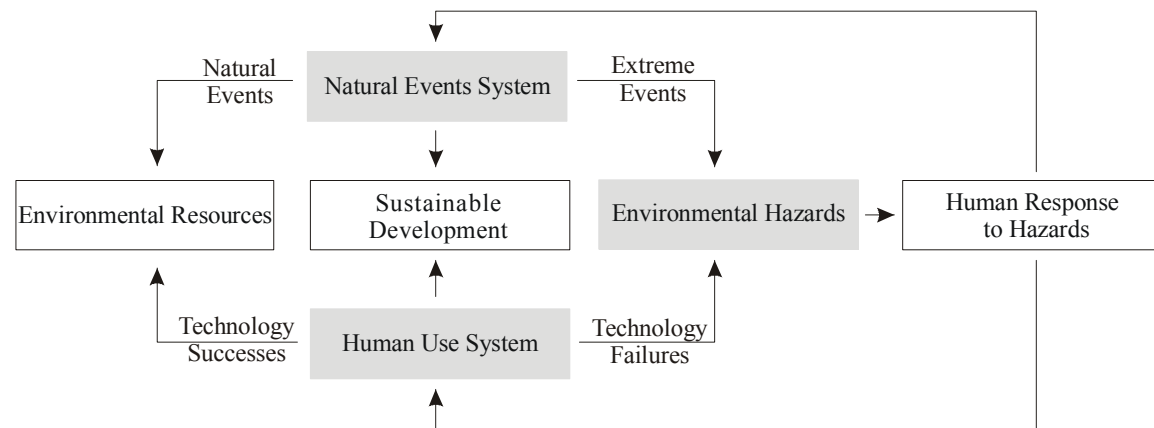 Natural
Events
Natural Events System
Extreme
Events
Environmental Resources
Sustainable
Development
Environmental Hazards
Human Response
to Hazards
Technology
Successes
Human Use System
Technology
Failures